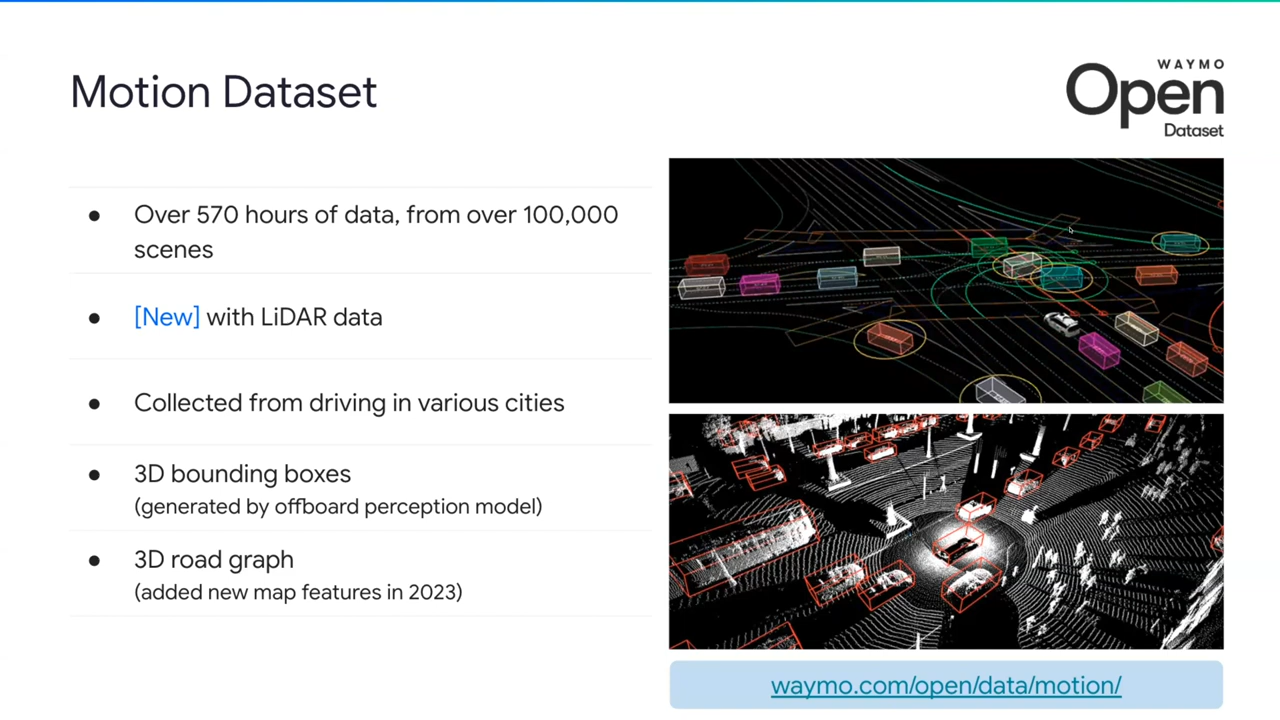 Motion Dataset
WAYMO
Open
Dataset
● Over 570 hours of data, from over 100,000
scenes
● [New] with LiDAR data
● Collected from driving in various cities
● 3D bounding boxes
(generated by offboard perception model)
● 3D road graph
(added new map features in 2023)
waymo.com/open/data/motion/